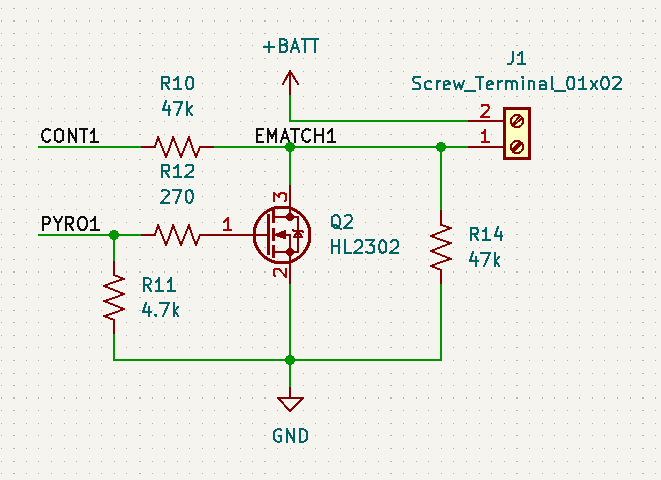 +BATT
J1
Screw_Terminal_01x02
R10
47k
2
CONT1
EMATCH1
1
R12
270
3
PYRO1
1
Q2
HL2302
R14
47k
2
R11
4.7k
GND